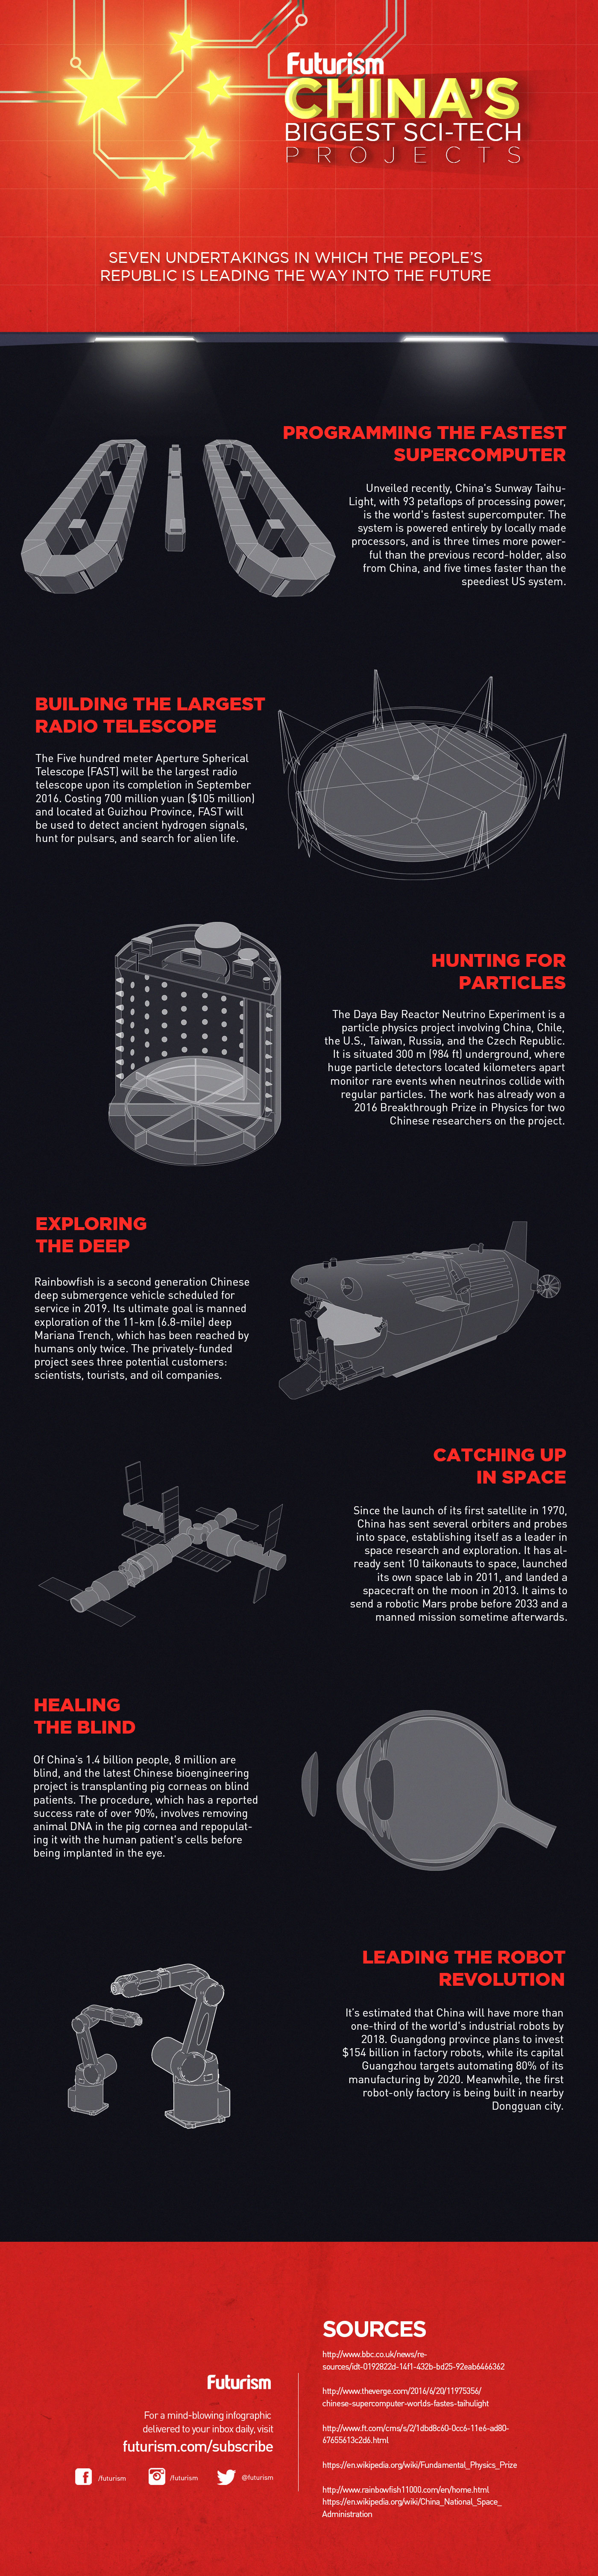 Futurism
CHINA'S
BIGGEST SCI-TECH
PROJECTS
SEVEN UNDERTAKINGS IN WHICH THE PEOPLE'S
REPUBLIC IS LEADING THE WAY INTO THE FUTURE
PROGRAMMING THE FASTEST
SUPERCOMPUTER
Unveiled recently, China's Sunway Taihu-
Light, with 93 petaflops of processing power,
is the world's fastest supercomputer. The
system is powered entirely by locally made
processors, and is three times more power-
ful than the previous record-holder, also
from China, and five times faster than the
speediest US system.
BUILDING THE LARGEST
RADIO TELESCOPE
The Five hundred meter Aperture Spherical
Telescope (FAST) will be the largest radio
telescope upon its completion in September
2016. Costing 700 million yuan ($105 million)
and located at Guizhou Province, FAST will
be used to detect ancient hydrogen signals,
hunt for pulsars, and search for alien life.
HUNTING FOR
PARTICLES
The Daya Bay Reactor Neutrino Experiment is a
particle physics project involving China, Chile,
the U.S., Taiwan, Russia, and the Czech Republic.
It is situated 300 m (984 ft) underground, where
huge particle detectors located kilometers apart
monitor rare events when neutrinos collide with
regular particles. The work has already won a
2016 Breakthrough Prize in Physics for two
Chinese researchers on the project.
EXPLORING
THE DEEP
Rainbowfish is a second generation Chinese
deep submergence vehicle scheduled for
service in 2019. Its ultimate goal is manned
exploration of the 11-km (6.8-mile) deep
Mariana Trench, which has been reached by
humans only twice. The privately-funded
project sees three potential customers:
scientists, tourists, and oil companies.
CATCHING UP
IN SPACE
Since the launch of its first satellite in 1970,
China has sent several orbiters and probes
into space, establishing itself as a leader in
space research and exploration. It has al-
ready sent 10 taikonauts to space, launched
its own space lab in 2011, and landed a
spacecraft on the moon in 2013. It aims to
send a robotic Mars probe before 2033 and a
manned mission sometime afterwards.
HEALING
THE BLIND
Of China's 1.4 billion people, 8 million are
blind, and the latest Chinese bioengineering
project is transplanting pig corneas on blind
patients. The procedure, which has a reported
success rate of over 90%, involves removing
animal DNA in the pig cornea and repopulat-
ing it with the human patient's cells before
being implanted in the eye.
LEADING THE ROBOT
REVOLUTION
It's estimated that China will have more than
one-third of the world's industrial robots by
2018. Guangdong province plans to invest
$154 billion in factory robots, while its capital
Guangzhou targets automating 80% of its
manufacturing by 2020. Meanwhile, the first
robot-only factory is being built in nearby
Dongguan city.
Futurism
For a mind-blowing infographic
delivered to your inbox daily, visit
futurism.com/subscribe
/futurism
/futurism
@futurism
SOURCES
http://www.bbc.co.uk/news/re-
sources/idt-0192822d-14f1-432b-bd25-92eab6466362
http://www.theverge.com/2016/6/20/11975356/
chinese-supercomputer-worlds-fastes-taihulight
http://www.ft.com/cms/s/2/1dbd8c60-0cc6-11e6-ad80-
67655613c2d6.html
https://en.wikipedia.org/wiki/Fundamental_Physics_Prize
http://www.rainbowfish11000.com/en/home.html
https://en.wikipedia.org/wiki/China_National_Space_
Administration